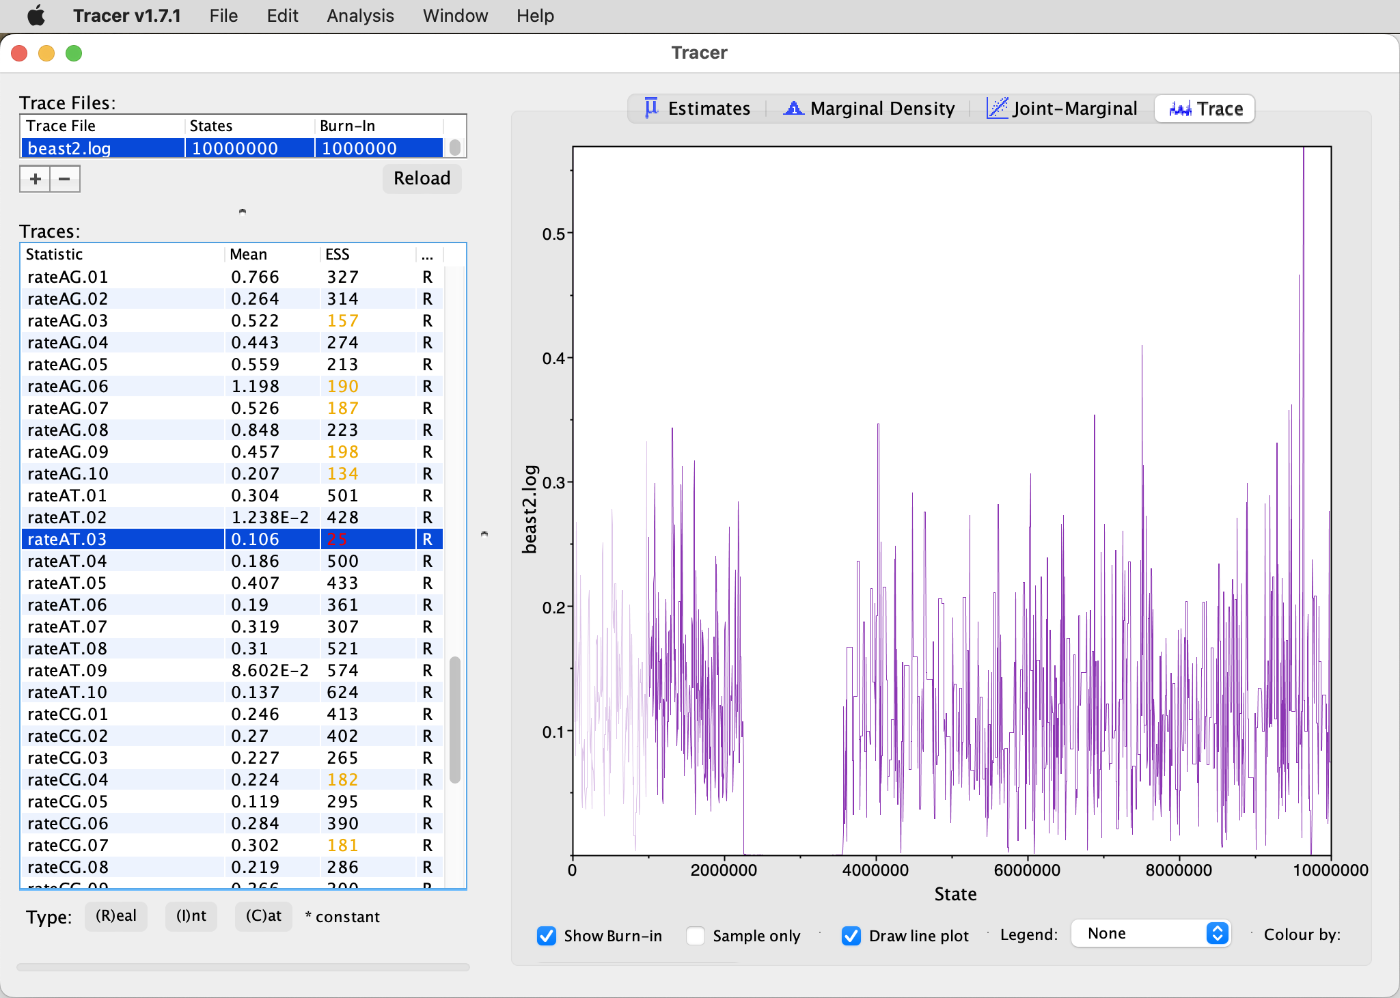 Tracer v1.7.1 File Edit Analysis Window Help
Tracer
Trace Files:
Trace File States Burn-In
beast2.log 10000000 1000000
+ − Reload
Traces:
Statistic Mean ESS ...
rateAG.01 0.766 327 R
rateAG.02 0.264 314 R
rateAG.03 0.522 157 R
rateAG.04 0.443 274 R
rateAG.05 0.559 213 R
rateAG.06 1.198 190 R
rateAG.07 0.526 187 R
rateAG.08 0.848 223 R
rateAG.09 0.457 198 R
rateAG.10 0.207 134 R
rateAT.01 0.304 501 R
rateAT.02 1.238E-2 428 R
rateAT.03 0.106 25 R
rateAT.04 0.186 500 R
rateAT.05 0.407 433 R
rateAT.06 0.19 361 R
rateAT.07 0.319 307 R
rateAT.08 0.31 521 R
rateAT.09 8.602E-2 574 R
rateAT.10 0.137 624 R
rateCG.01 0.246 413 R
rateCG.02 0.27 402 R
rateCG.03 0.227 265 R
rateCG.04 0.224 182 R
rateCG.05 0.119 295 R
rateCG.06 0.284 390 R
rateCG.07 0.302 181 R
rateCG.08 0.219 286 R
Type: (R)eal (I)nt (C)at * constant
Estimates Marginal Density Joint-Marginal Trace
0.5
0.4
0.3
0.2
0.1
beast2.log
0 2000000 4000000 6000000 8000000 10000000
State
Show Burn-in Sample only Draw line plot Legend: None Colour by: